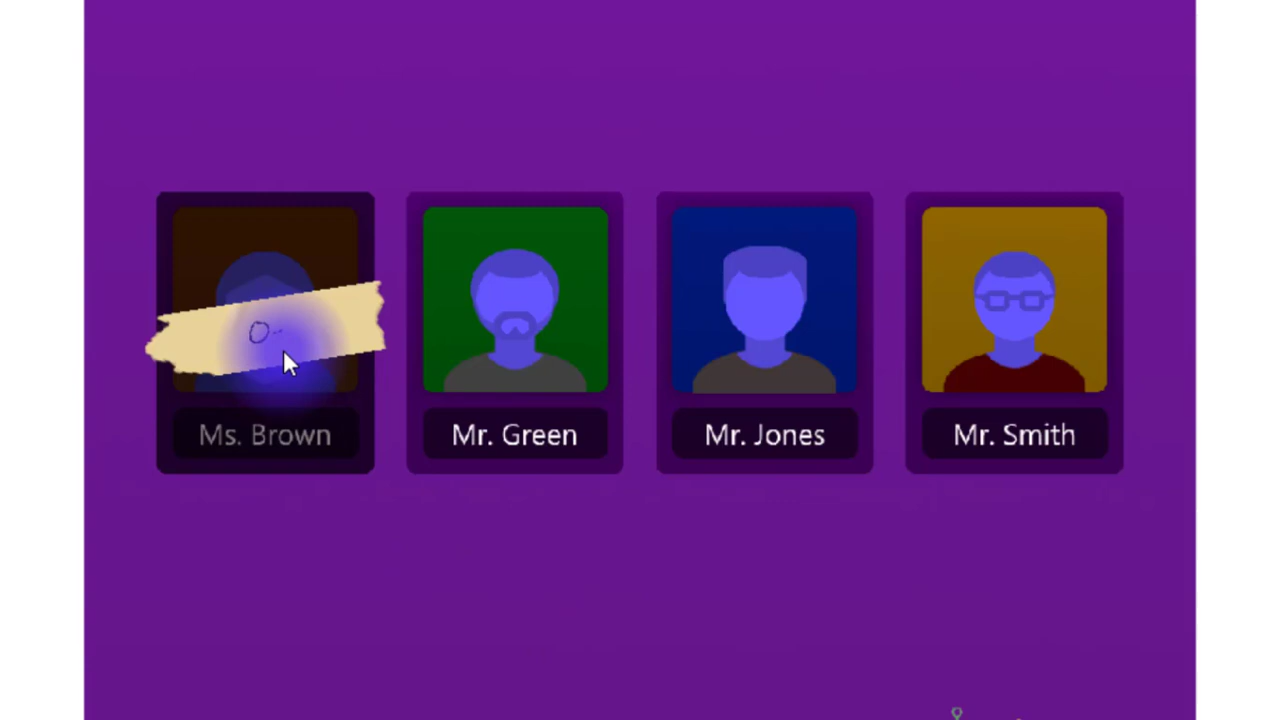 O-
Ms. Brown
Mr. Green
Mr. Jones
Mr. Smith